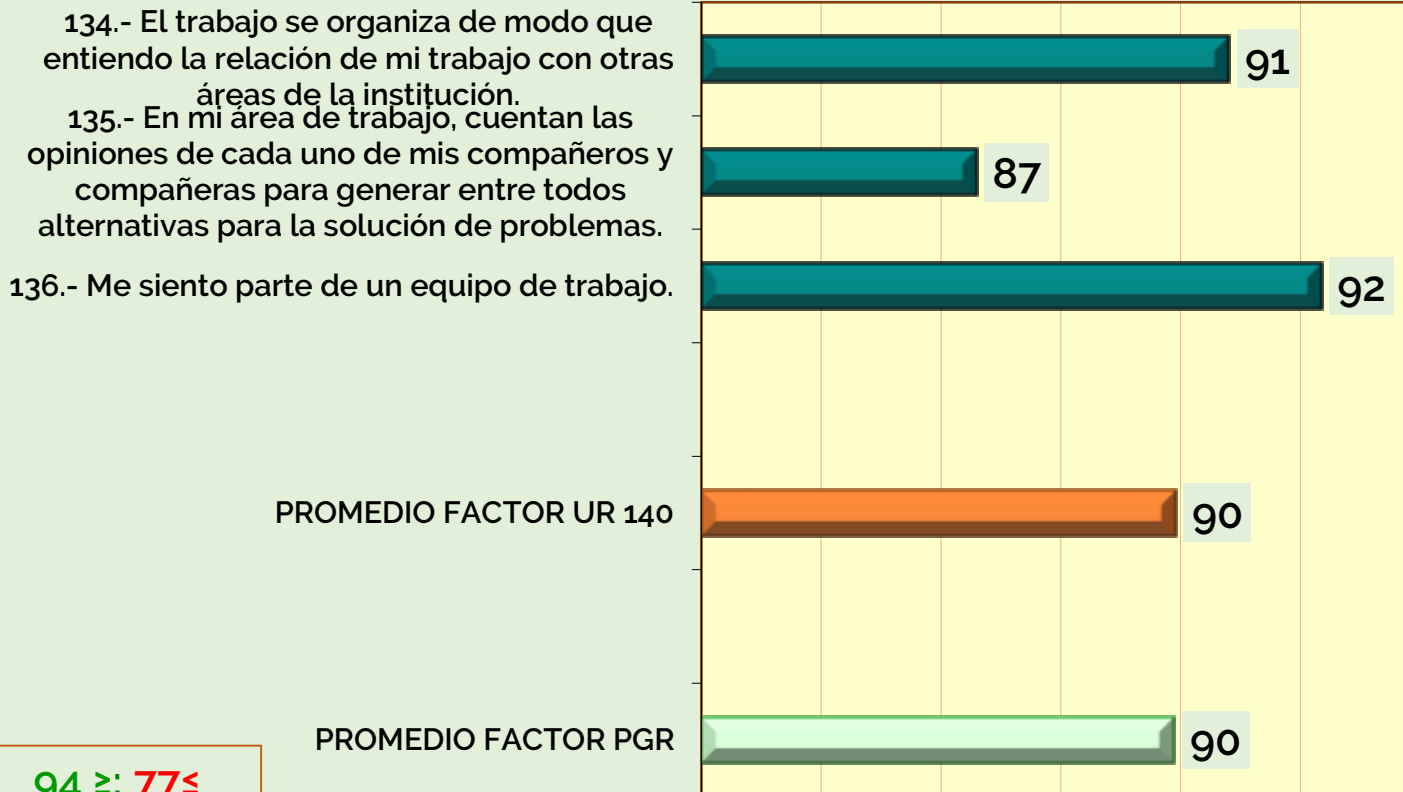 134.- El trabajo se organiza de modo que
entiendo la relación de mi trabajo con otras
áreas de la institución.
91
135.- En mi área de trabajo, cuentan las
opiniones de cada uno de mis compañeros y
compañeras para generar entre todos
alternativas para la solución de problemas.
87
136.- Me siento parte de un equipo de trabajo.
92
PROMEDIO FACTOR UR 140
90
PROMEDIO FACTOR PGR
90
94 ≥; 77≤